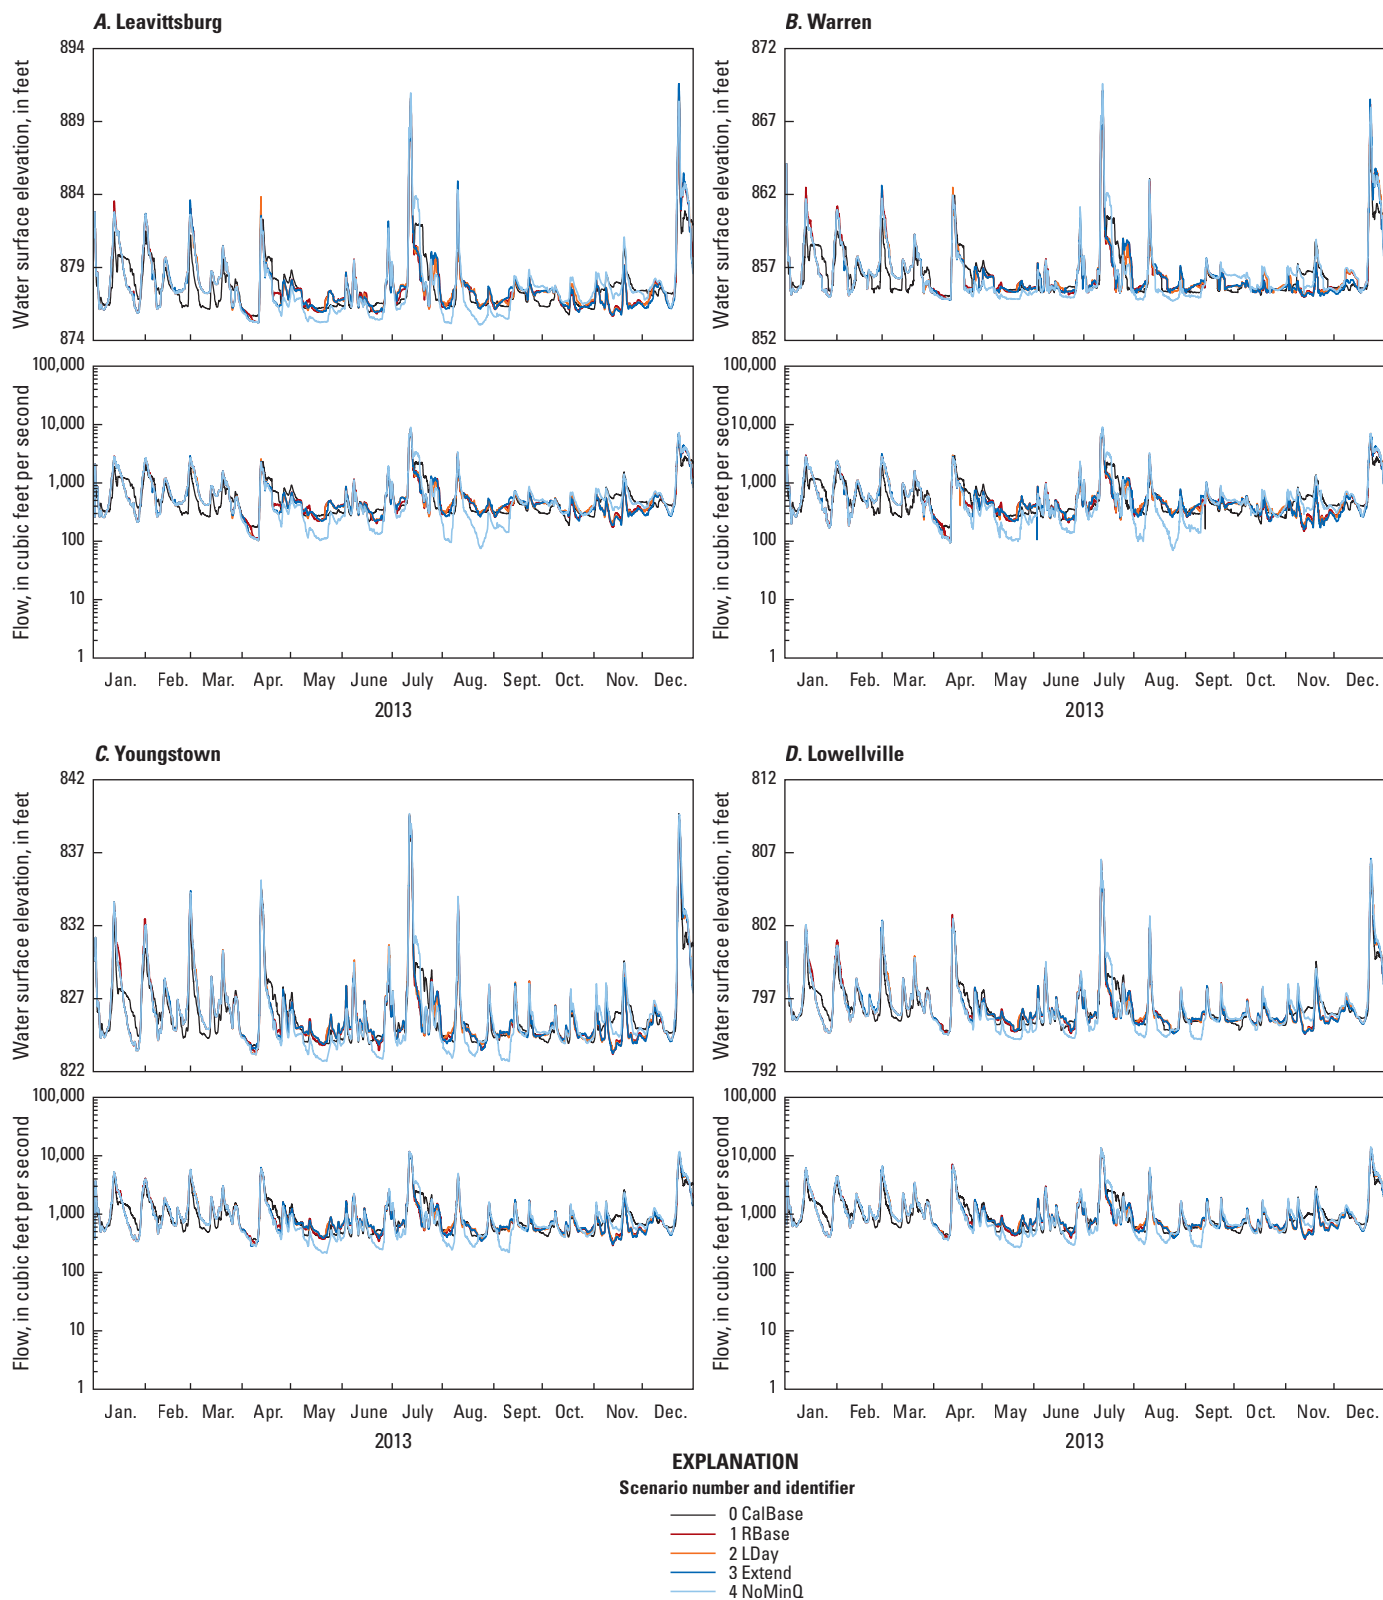 A. Leavittsburg
Water surface elevation, in feet
894
889
884
879
874
Flow, in cubic feet per second
100,000
10,000
1,000
100
10
1
Jan. Feb. Mar. Apr. May June July Aug. Sept. Oct. Nov. Dec.
2013
B. Warren
Water surface elevation, in feet
872
867
862
857
852
Flow, in cubic feet per second
100,000
10,000
1,000
100
10
1
Jan. Feb. Mar. Apr. May June July Aug. Sept. Oct. Nov. Dec.
2013
C. Youngstown
Water surface elevation, in feet
842
837
832
827
822
Flow, in cubic feet per second
100,000
10,000
1,000
100
10
1
Jan. Feb. Mar. Apr. May June July Aug. Sept. Oct. Nov. Dec.
2013
D. Lowellville
Water surface elevation, in feet
812
807
802
797
792
Flow, in cubic feet per second
100,000
10,000
1,000
100
10
1
Jan. Feb. Mar. Apr. May June July Aug. Sept. Oct. Nov. Dec.
2013
EXPLANATION
Scenario number and identifier
0 CalBase
1 RBase
2 LDay
3 Extend
4 NoMinQ